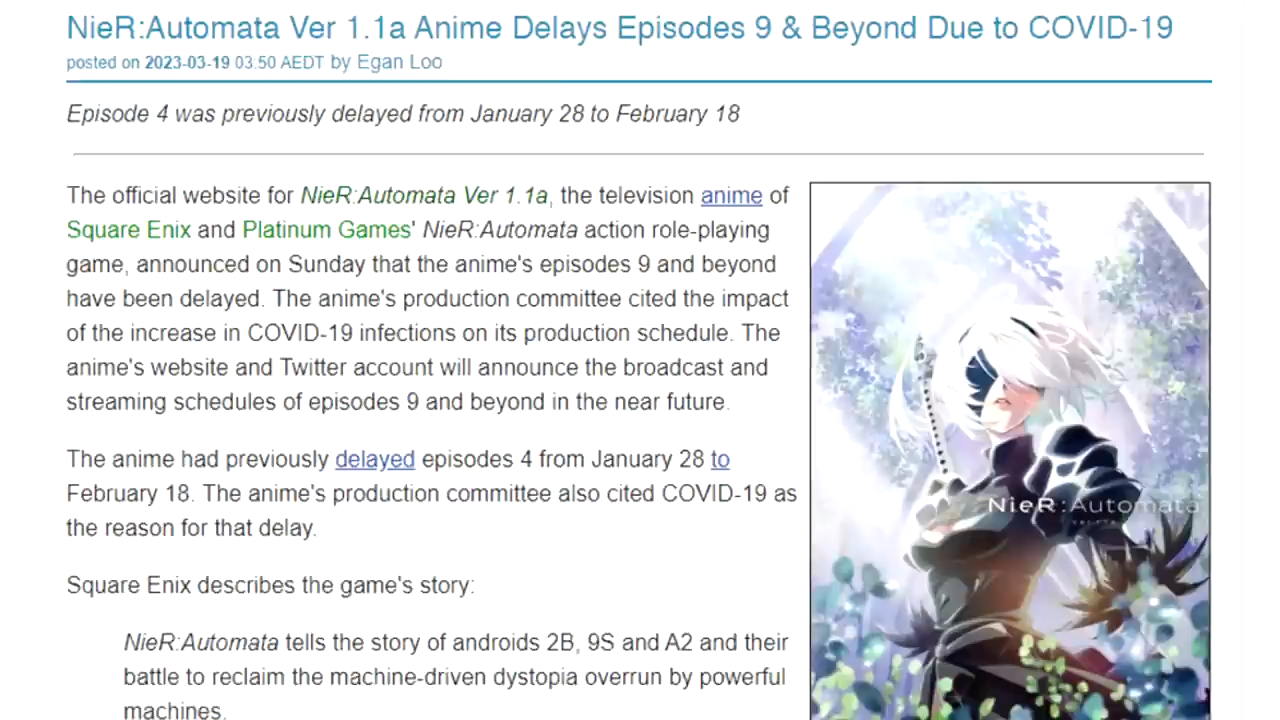 NieR:Automata Ver 1.1a Anime Delays Episodes 9 & Beyond Due to COVID-19
posted on 2023-03-19 03:50 AEDT by Egan Loo
Episode 4 was previously delayed from January 28 to February 18
The official website for NieR:Automata Ver 1.1a, the television anime of
Square Enix and Platinum Games' NieR:Automata action role-playing
game, announced on Sunday that the anime's episodes 9 and beyond
have been delayed. The anime's production committee cited the impact
of the increase in COVID-19 infections on its production schedule. The
anime's website and Twitter account will announce the broadcast and
streaming schedules of episodes 9 and beyond in the near future.
The anime had previously delayed episodes 4 from January 28 to
February 18. The anime's production committee also cited COVID-19 as
the reason for that delay.
Square Enix describes the game's story:
NieR:Automata tells the story of androids 2B, 9S and A2 and their
battle to reclaim the machine-driven dystopia overrun by powerful
machines.
NieR:Automata